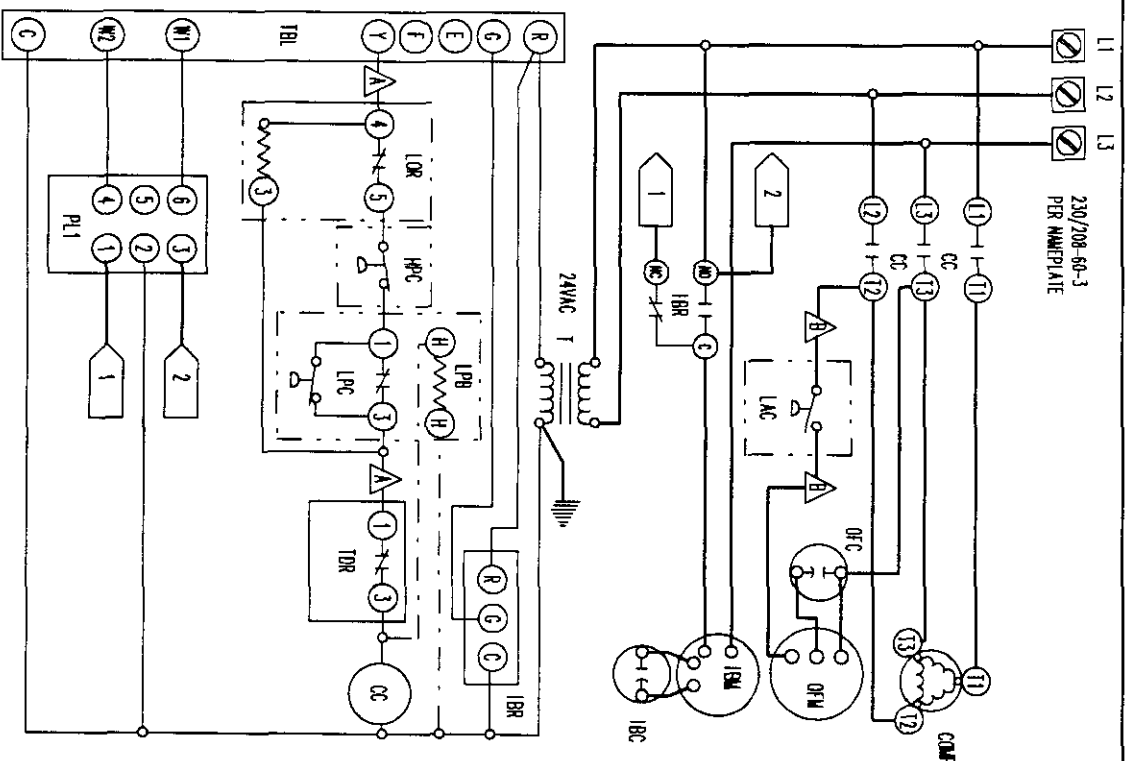 L1
L2
L3
230/208-60-3
PER NAMEPLATE
L1
T1
CC
L3
T3
CC
L2
T2
B
LAC
B
OFC
OFM
T3
T1
T2
2
1
NO
NC
IBR
C
IBM
IBC
24VAC
T
R
G
E
F
Y
TBL
W1
W2
C
A
4
LOR
5
3
HPC
LPB
H
H
1
LPC
3
A
1
TDR
3
CC
R
G
C
IBR
6
5
4
3
2
1
PL1
2
1